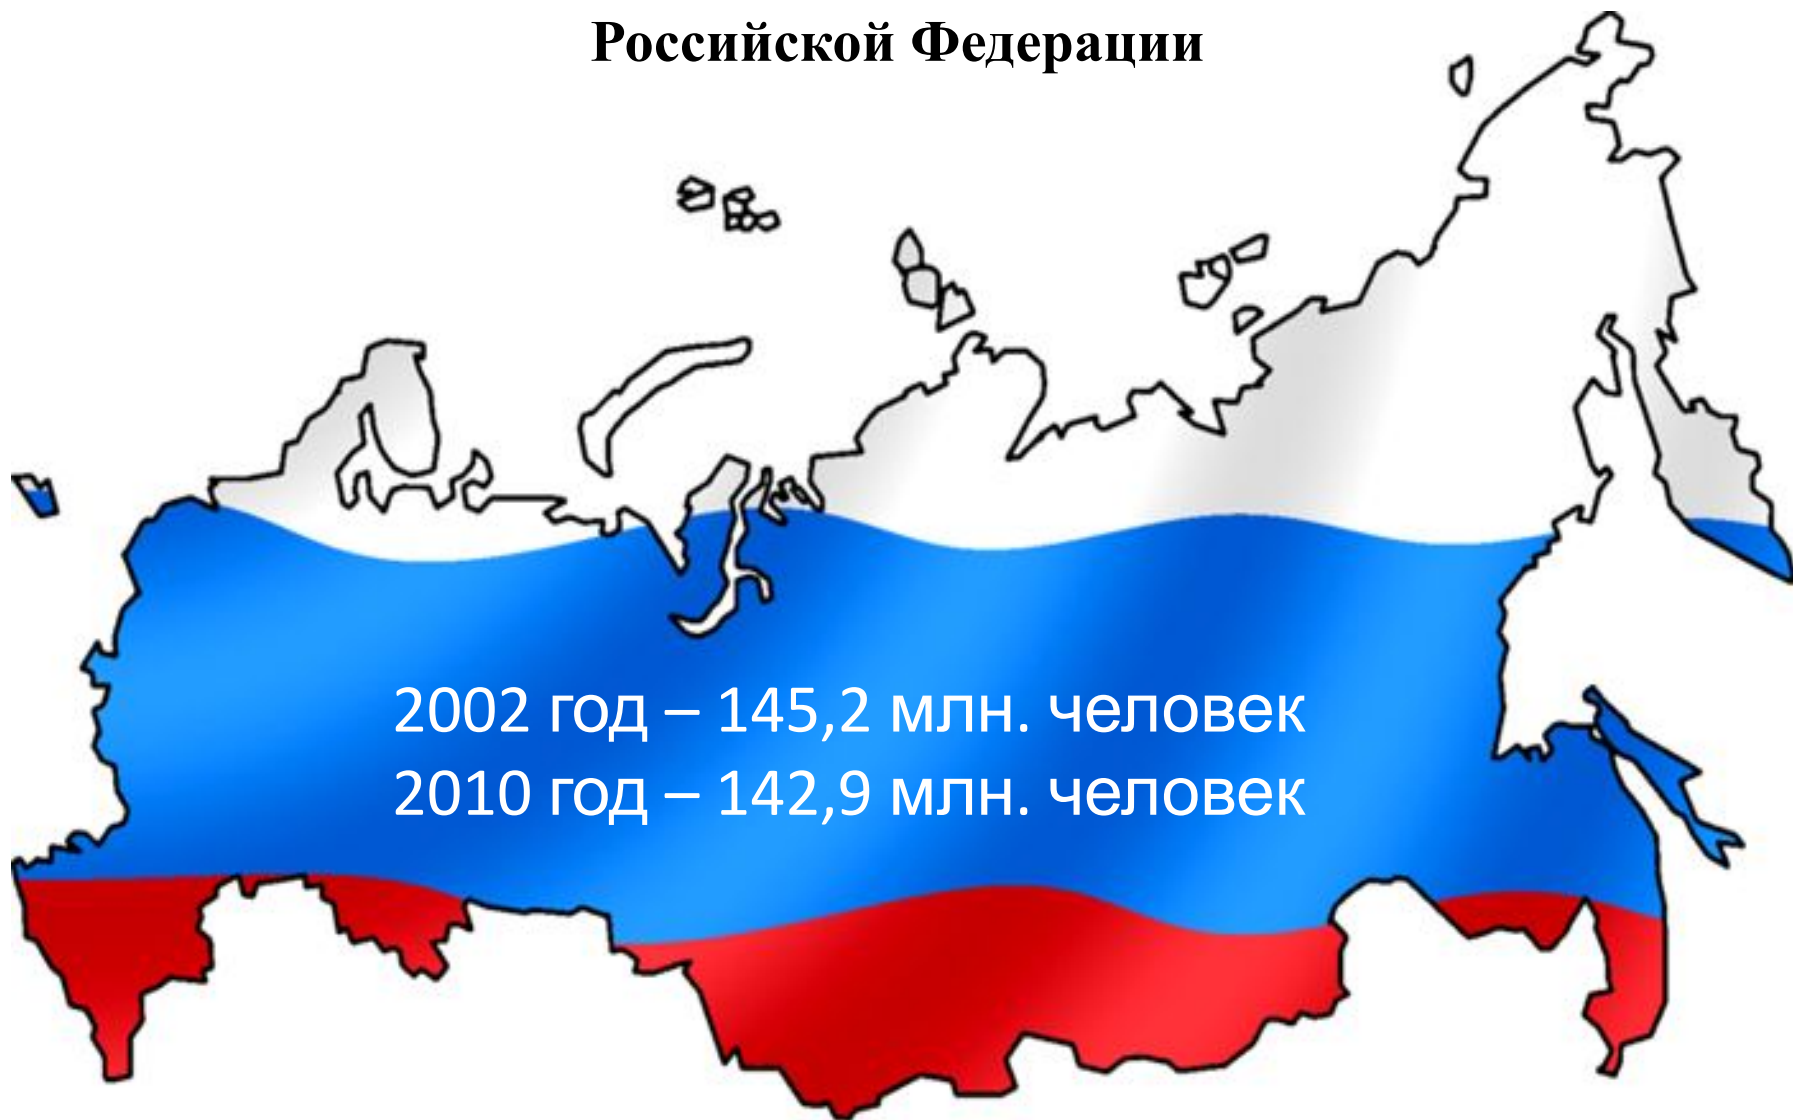 Российской Федерации
2002 год – 145,2 млн. человек
2010 год – 142,9 млн. человек